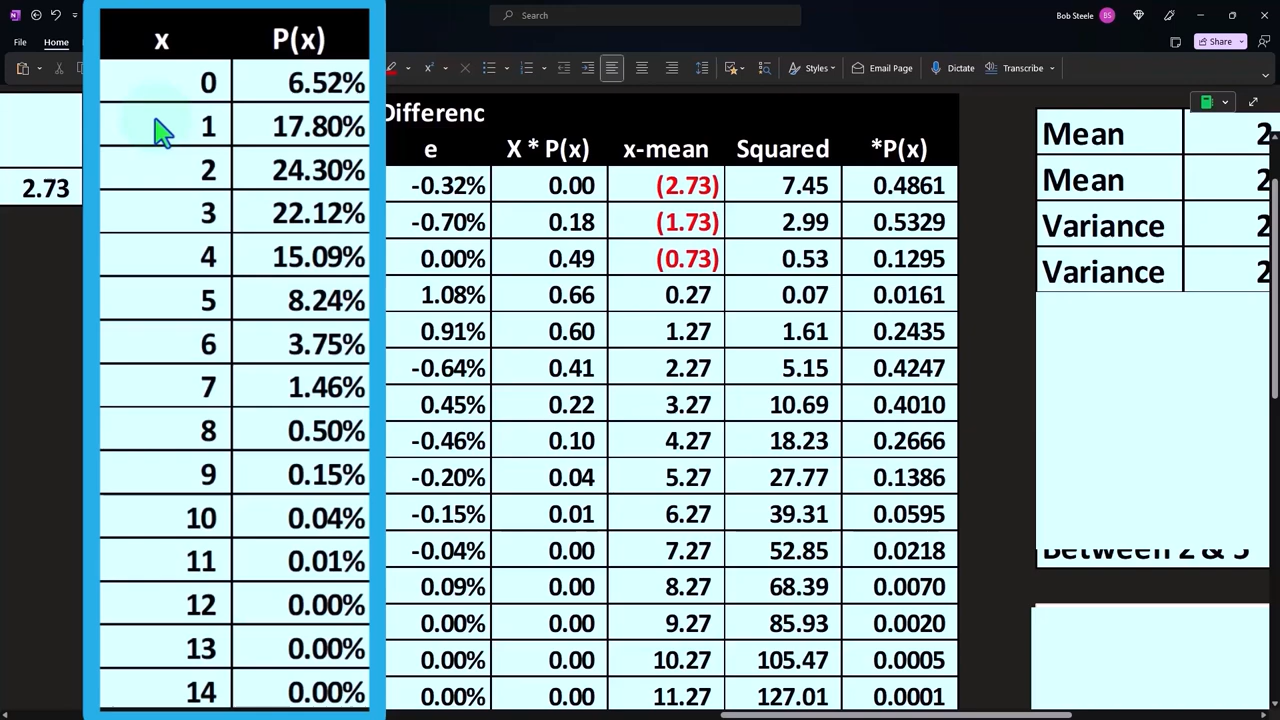 Search
Bob Steele BS
File Home
Share
Styles Email Page Dictate Transcribe
x P(x)
0 6.52%
1 17.80%
2 24.30%
3 22.12%
4 15.09%
5 8.24%
6 3.75%
7 1.46%
8 0.50%
9 0.15%
10 0.04%
11 0.01%
12 0.00%
13 0.00%
14 0.00%
2.73
Differenc
e X * P(x) x-mean Squared *P(x)
-0.32% 0.00 (2.73) 7.45 0.4861
-0.70% 0.18 (1.73) 2.99 0.5329
0.00% 0.49 (0.73) 0.53 0.1295
1.08% 0.66 0.27 0.07 0.0161
0.91% 0.60 1.27 1.61 0.2435
-0.64% 0.41 2.27 5.15 0.4247
0.45% 0.22 3.27 10.69 0.4010
-0.46% 0.10 4.27 18.23 0.2666
-0.20% 0.04 5.27 27.77 0.1386
-0.15% 0.01 6.27 39.31 0.0595
-0.04% 0.00 7.27 52.85 0.0218
0.09% 0.00 8.27 68.39 0.0070
0.00% 0.00 9.27 85.93 0.0020
0.00% 0.00 10.27 105.47 0.0005
0.00% 0.00 11.27 127.01 0.0001
Mean 2
Mean 2
Variance 2
Variance 2
Between 2 & 5